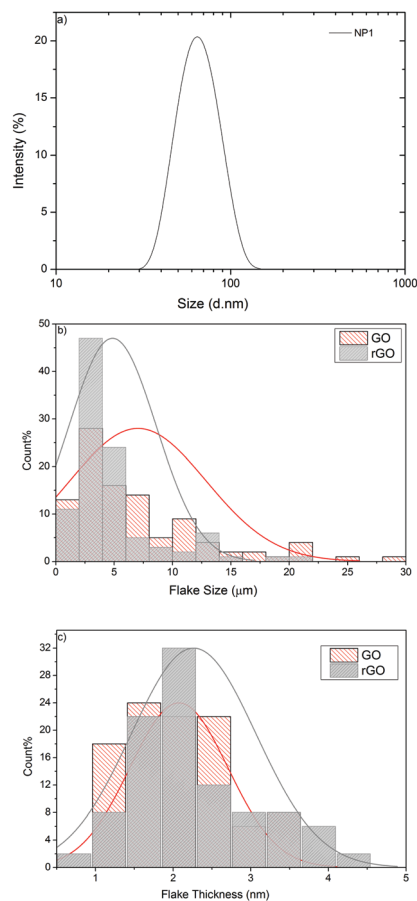 a)
NP1
20
15
10
5
0
Intensity (%)
10 100 1000
Size (d.nm)
b)
GO
rGO
50
40
30
20
10
0
Count%
0 5 10 15 20 25 30
Flake Size (μm)
c)
GO
rGO
32
28
24
20
16
12
8
4
0
Count%
1 2 3 4 5
Flake Thickness (nm)